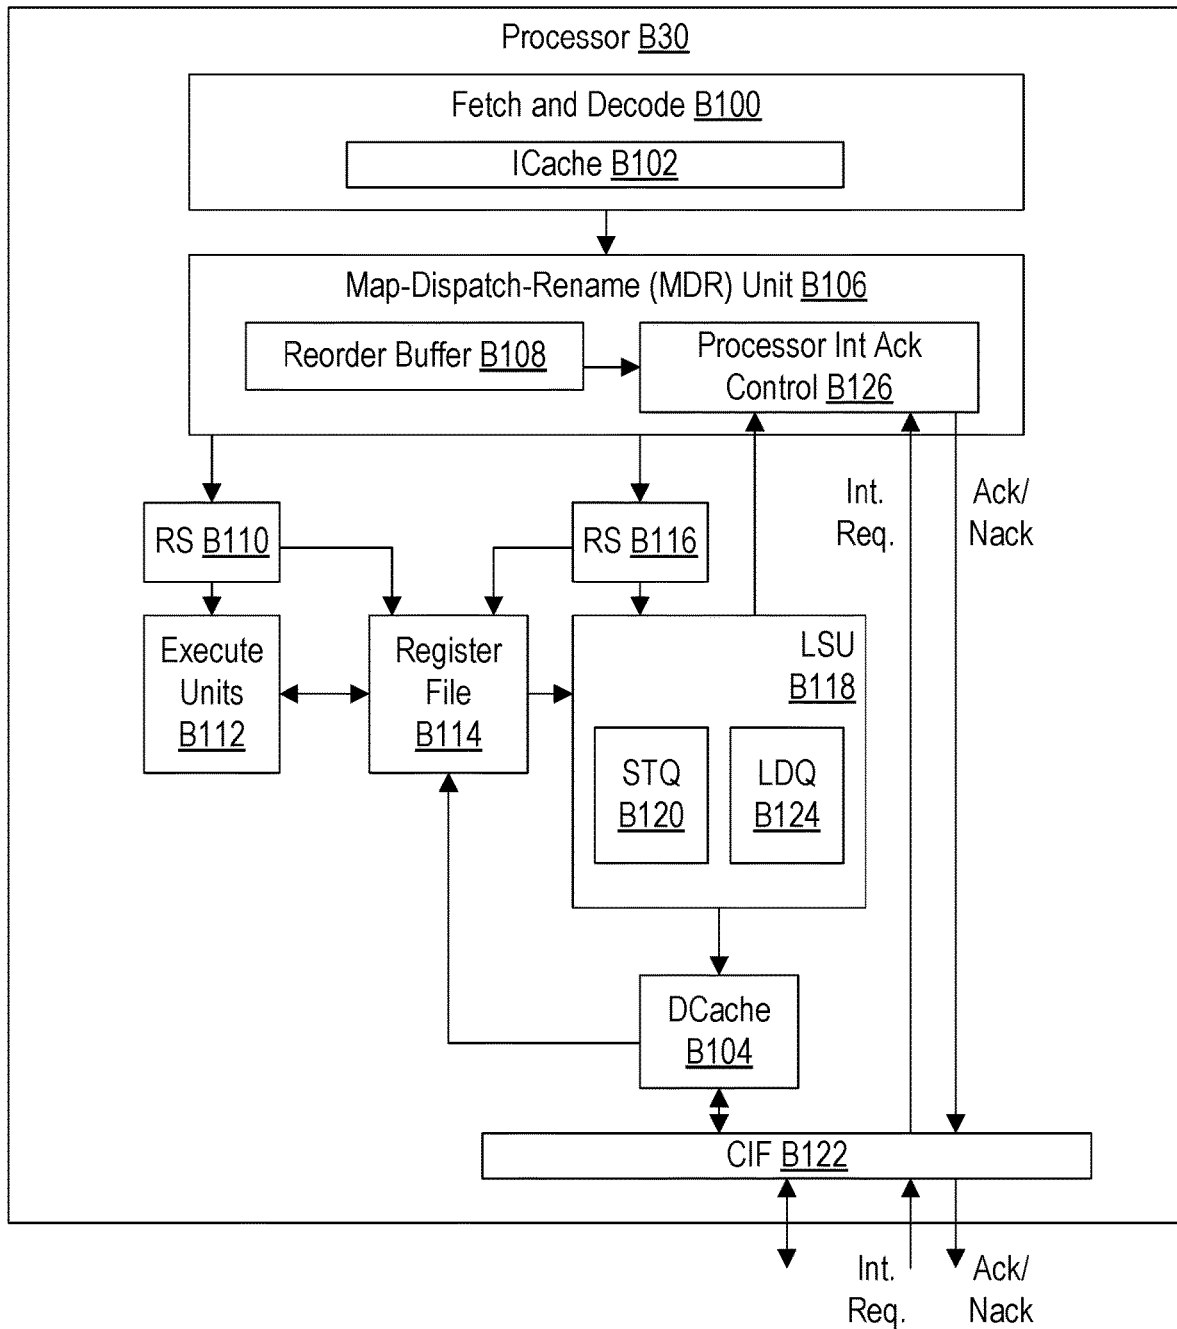 Processor B30
Fetch and Decode B100
ICache B102
Map-Dispatch-Rename (MDR) Unit B106
Reorder Buffer B108
Processor Int Ack
Control B126
Int.
Req.
Ack/
Nack
RS B110
RS B116
Execute
Units
B112
Register
File
B114
LSU
B118
STQ
B120
LDQ
B124
DCache
B104
CIF B122
Int.
Req.
Ack/
Nack